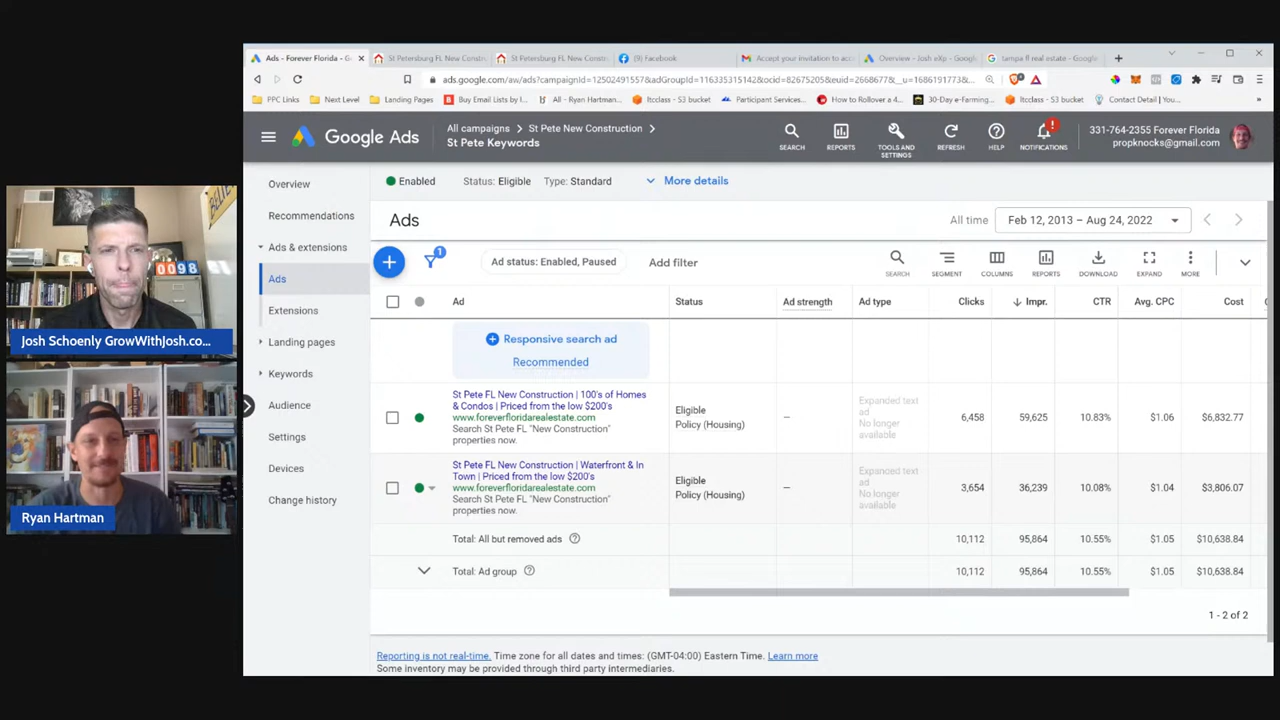 Ads - Forever Florida - G
St Petersburg FL New Constru
St Petersburg FL New Constru
(9) Facebook
Accept your invitation to acc
Overview - Josh eXp - Google
tampa fl real estate - Google
ads.google.com/aw/ads?campaignId=12502491557&adGroupId=116335315142&ocid=82675205&euid=2668677&__u=1686191773...
PPC Links
Next Level
Landing Pages
Buy Email Lists by I...
All - Ryan Hartman...
ltcclass - S3 bucket
Participant Services...
How to Rollover a 4...
30-Day e-Farming...
ltcclass - S3 bucket
Contact Detail | You...
Google Ads
All campaigns
St Pete New Construction
St Pete Keywords
SEARCH
REPORTS
TOOLS AND
SETTINGS
REFRESH
HELP
NOTIFICATIONS
331-764-2355 Forever Florida
propknocks@gmail.com
Overview
Recommendations
Ads & extensions
Ads
Extensions
Landing pages
Keywords
Audience
Settings
Devices
Change history
Enabled
Status: Eligible
Type: Standard
More details
Ads
All time
Feb 12, 2013 – Aug 24, 2022
1
Ad status: Enabled, Paused
Add filter
SEARCH
SEGMENT
COLUMNS
REPORTS
DOWNLOAD
EXPAND
MORE
Ad
Status
Ad strength
Ad type
Clicks
Impr.
CTR
Avg. CPC
Cost
Responsive search ad
Recommended
St Pete FL New Construction | 100's of Homes
& Condos | Priced from the low $200's
www.foreverfloridarealestate.com
Search St Pete FL "New Construction"
properties now.
Eligible
Policy (Housing)
–
Expanded text
ad
No longer
available
6,458
59,625
10.83%
$1.06
$6,832.77
St Pete FL New Construction | Waterfront & In
Town | Priced from the low $200's
www.foreverfloridarealestate.com
Search St Pete FL "New Construction"
properties now.
Eligible
Policy (Housing)
–
Expanded text
ad
No longer
available
3,654
36,239
10.08%
$1.04
$3,806.07
Total: All but removed ads
10,112
95,864
10.55%
$1.05
$10,638.84
Total: Ad group
10,112
95,864
10.55%
$1.05
$10,638.84
1 - 2 of 2
Reporting is not real-time. Time zone for all dates and times: (GMT-04:00) Eastern Time. Learn more
Some inventory may be provided through third party intermediaries.
0098
Josh Schoenly GrowWithJosh.co...
Ryan Hartman